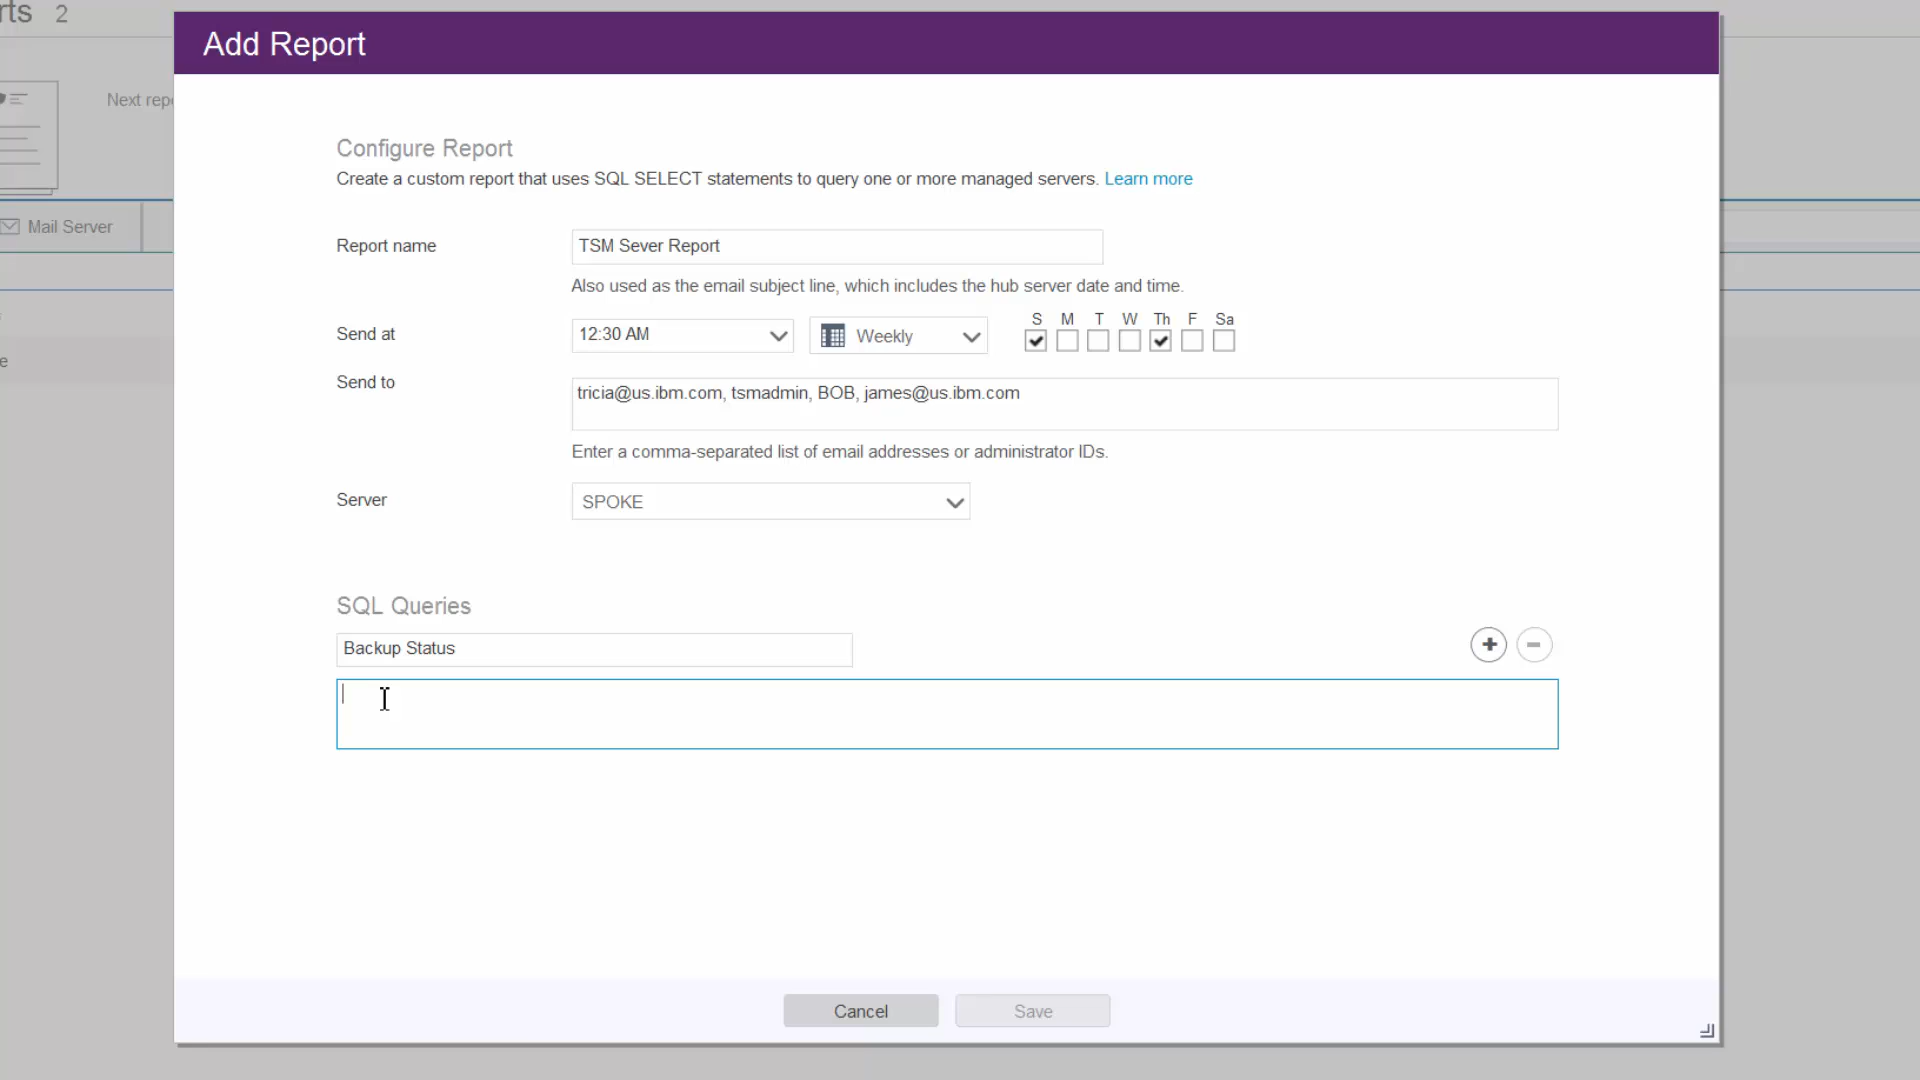 rts 2
Add Report
Next repo
Configure Report
Create a custom report that uses SQL SELECT statements to query one or more managed servers. Learn more
Mail Server
Report name
TSM Sever Report
Also used as the email subject line, which includes the hub server date and time.
S M T W Th F Sa
Send at
12:30 AM
Weekly
e
Send to
tricia@us.ibm.com, tsmadmin, BOB, james@us.ibm.com
Enter a comma-separated list of email addresses or administrator IDs.
Server
SPOKE
SQL Queries
Backup Status
Cancel
Save